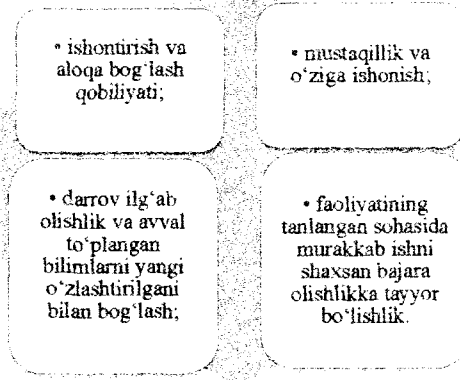 • ishontirish va
aloqa bog‘lash
qobiliyati;
• mustaqillik va
o‘ziga ishonish;
• darrov ilg‘ab
olishlik va avval
to‘plangan
bilimlarni yangi
o‘zlashtirilgani
bilan bog‘lash;
• faoliyatining
tanlangan sohasida
murakkab ishni
shaxsan bajara
olishlikka tayyor
bo‘lishlik.